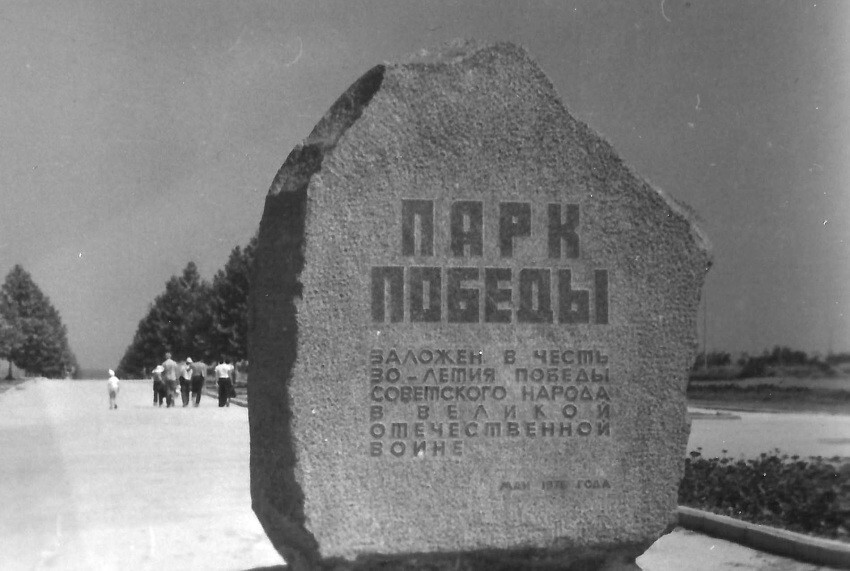 ПАРК
ПОБЕДЫ
ЗАЛОЖЕН В ЧЕСТЬ
30-ЛЕТИЯ ПОБЕДЫ
СОВЕТСКОГО НАРОДА
В ВЕЛИКОЙ
ОТЕЧЕСТВЕННОЙ
ВОЙНЕ
МАЙ 1975 ГОДА